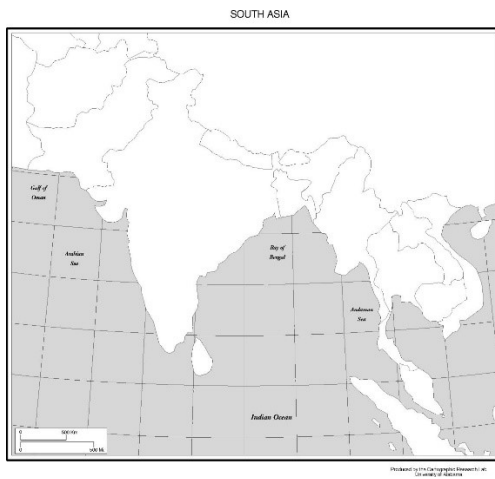 SOUTH ASIA
Gulf of
Oman
Arabian
Sea
Bay of
Bengal
Andaman
Sea
Indian Ocean
0 500 Km
0 500 Mi
Produced by the Cartographic Research Lab
University of Alabama